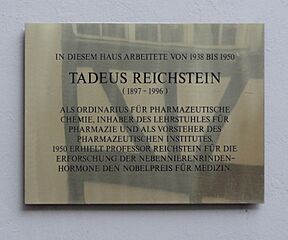 IN DIESEM HAUS ARBEITETE VON 1938 BIS 1950
TADEUS REICHSTEIN
(1897–1996)
ALS ORDINARIUS FÜR PHARMAZEUTISCHE
CHEMIE, INHABER DES LEHRSTUHLES FÜR
PHARMAZIE UND ALS VORSTEHER DES
PHARMAZEUTISCHEN INSTITUTES.
1950 ERHIELT PROFESSOR REICHSTEIN FÜR DIE
ERFORSCHUNG DER NEBENNIERENRINDEN-
HORMONE DEN NOBELPREIS FÜR MEDIZIN.